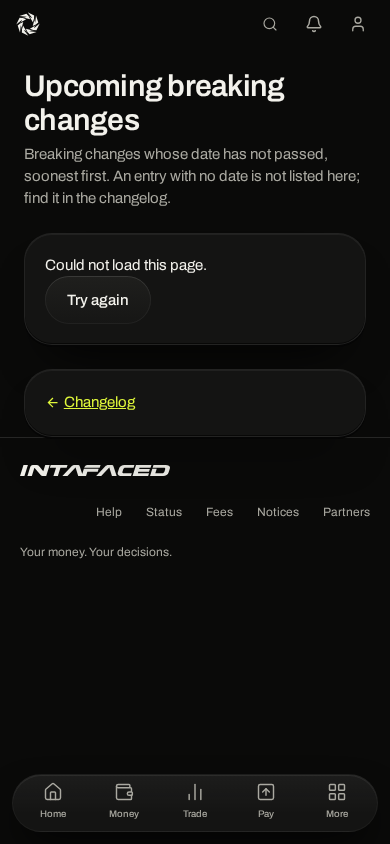 Upcoming breaking
changes
Breaking changes whose date has not passed,
soonest first. An entry with no date is not listed here;
find it in the changelog.
Could not load this page.
Try again
← Changelog
INTAFACED
Help Status Fees Notices Partners
Your money. Your decisions.
Home Money Trade Pay More